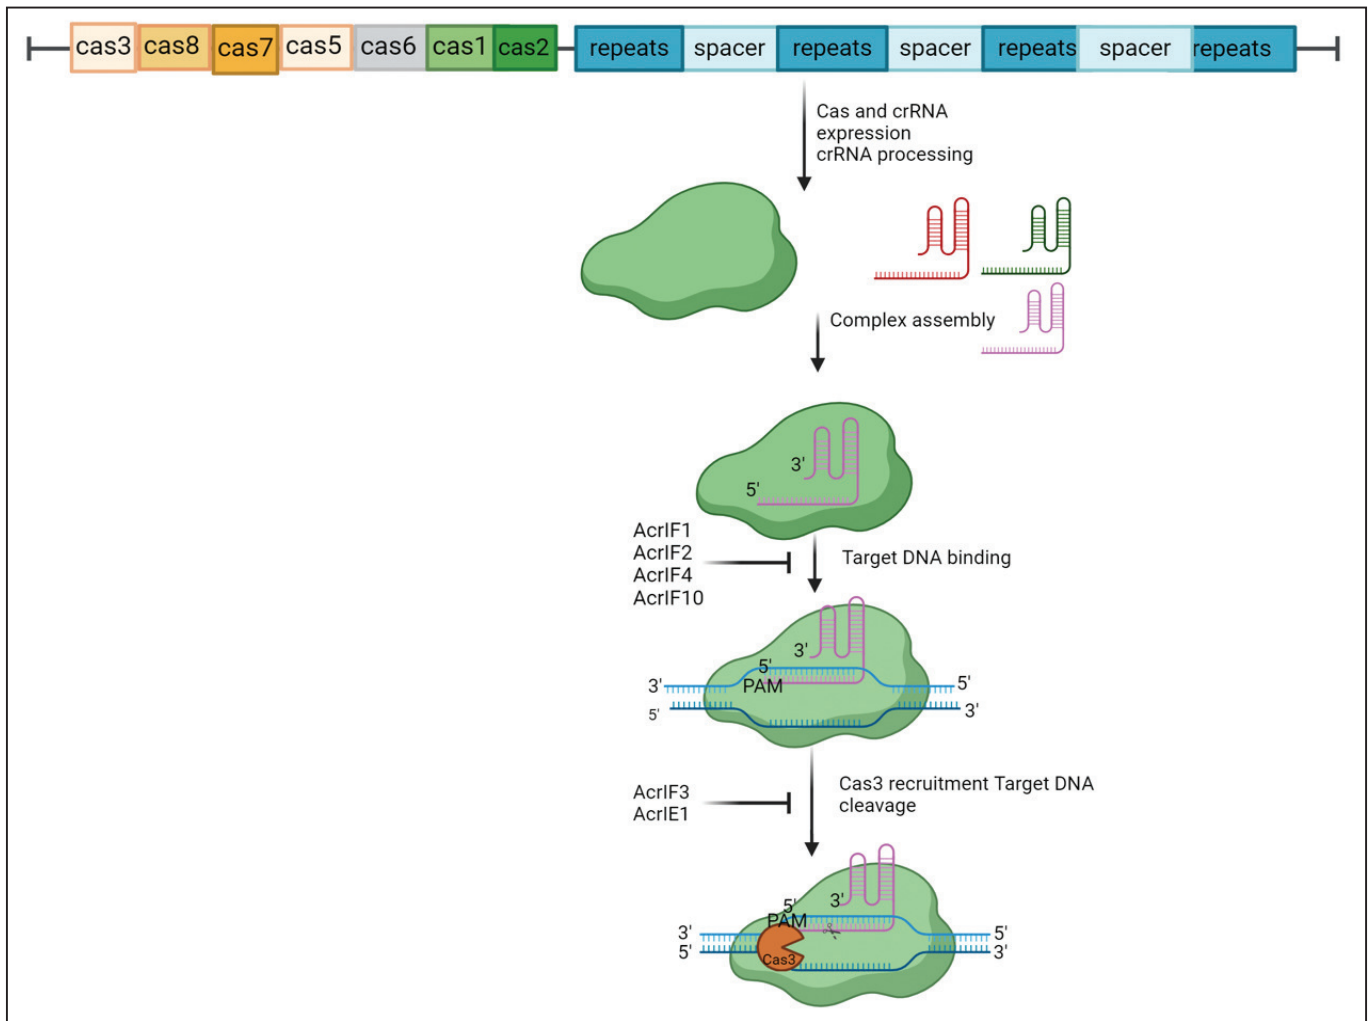 cas3 cas8 cas7 cas5 cas6 cas1 cas2 repeats spacer repeats spacer repeats spacer repeats
Cas and crRNA
expression
crRNA processing
Complex assembly
3'
5'
AcrIF1
AcrIF2
AcrIF4
AcrIF10
Target DNA binding
3'
5'
3' PAM 5'
5' 3'
AcrIF3
AcrIE1
Cas3 recruitment Target DNA
cleavage
5' 3'
PAM
3' 5'
5' Cas3 3'